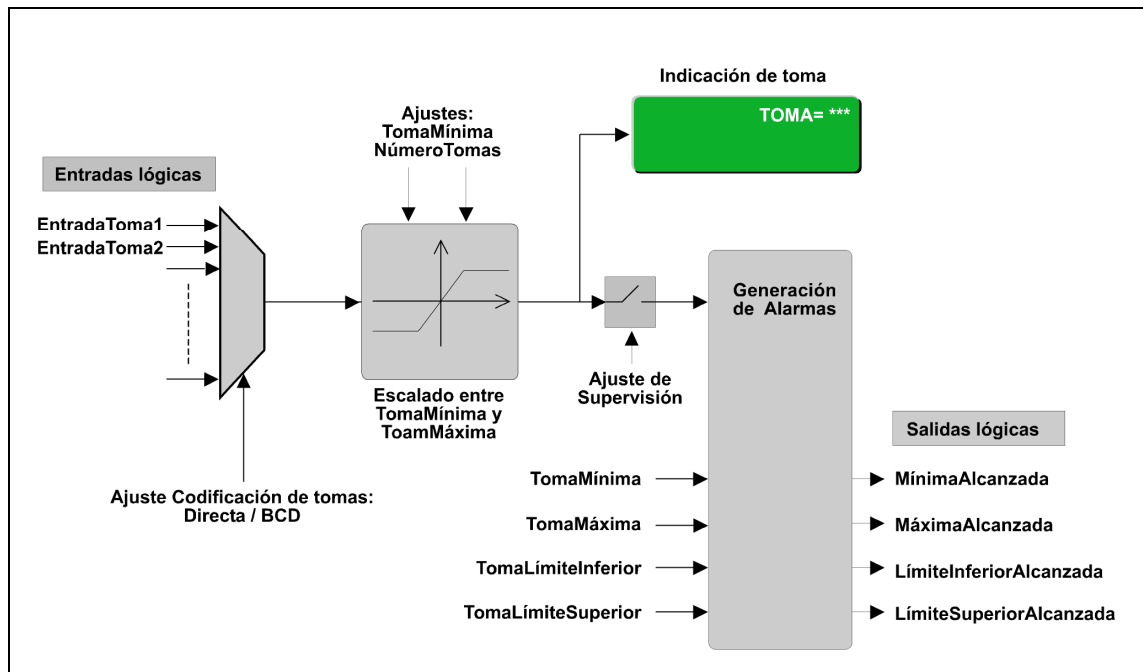 Indicación de toma
TOMA= ***
Ajustes:
TomaMínima
NúmeroTomas
Entradas lógicas
EntradaToma1
EntradaToma2
Generación
de Alarmas
Escalado entre
TomaMínima y
ToamMáxima
Ajuste de
Supervisión
Salidas lógicas
Ajuste Codificación de tomas:
Directa / BCD
TomaMínima
MínimaAlcanzada
TomaMáxima
MáximaAlcanzada
TomaLímiteInferior
LímiteInferiorAlcanzada
TomaLímiteSuperior
LímiteSuperiorAlcanzada